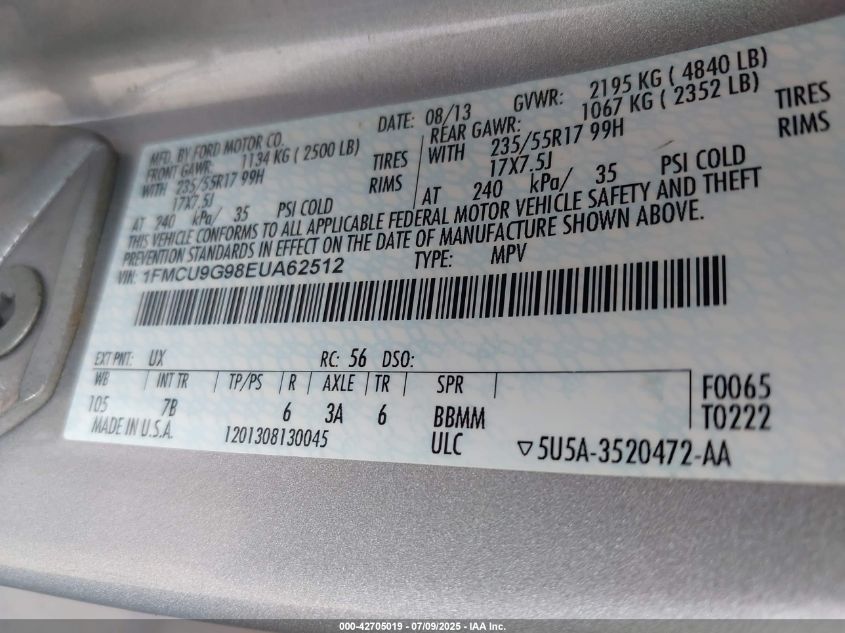 MFD. BY FORD MOTOR CO.
DATE: 08/13 GVWR: 2195 KG ( 4840 LB)
FRONT GAWR: 1134 KG ( 2500 LB)
REAR GAWR: 1067 KG ( 2352 LB)
WITH 235/55R17 99H TIRES
WITH 235/55R17 99H TIRES
17X7.5J RIMS
17X7.5J RIMS
AT 240 kPa/ 35 PSI COLD
AT 240 kPa/ 35 PSI COLD
THIS VEHICLE CONFORMS TO ALL APPLICABLE FEDERAL MOTOR VEHICLE SAFETY AND THEFT
PREVENTION STANDARDS IN EFFECT ON THE DATE OF MANUFACTURE SHOWN ABOVE.
VIN: 1FMCU9G98EUA62512 TYPE: MPV
EXT PNT: UX RC: 56 DSO:
WB INT TR TP/PS R AXLE TR SPR
105 7B 6 3A 6 BBMM
F0065
T0222
MADE IN U.S.A. 1201308130045 ULC ▽5U5A-3520472-AA
000-42705019 - 07/09/2025 - IAA Inc.